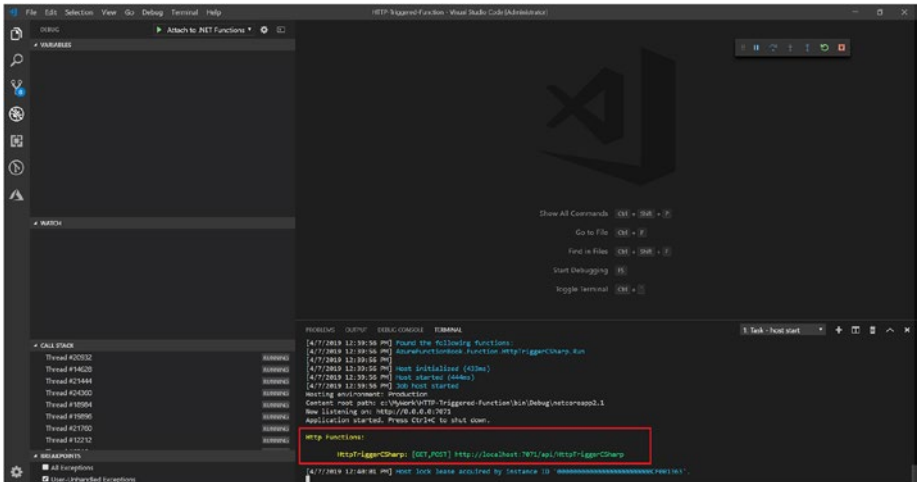 File Edit Selection View Go Debug Terminal Help
HTTP-Triggered-Function - Visual Studio Code [Administrator]
DEBUG
Attach to .NET Functions
VARIABLES
WATCH
Show All Commands Ctrl + Shift + P
Go to File Ctrl + P
Find in Files Ctrl + Shift + F
Start Debugging F5
Toggle Terminal Ctrl + `
CALL STACK
Thread #20932 RUNNING
Thread #14628 RUNNING
Thread #21444 RUNNING
Thread #24360 RUNNING
Thread #18984 RUNNING
Thread #19896 RUNNING
Thread #21760 RUNNING
Thread #12212 RUNNING
BREAKPOINTS
All Exceptions
User-Unhandled Exceptions
PROBLEMS OUTPUT DEBUG CONSOLE TERMINAL
1: Task - host start
[4/7/2019 12:39:56 PM] Found the following functions:
[4/7/2019 12:39:56 PM] AzureFunctionBook.Function.HttpTriggerCSharp.Run
[4/7/2019 12:39:56 PM]
[4/7/2019 12:39:56 PM] Host initialized (433ms)
[4/7/2019 12:39:56 PM] Host started (444ms)
[4/7/2019 12:39:56 PM] Job host started
Hosting environment: Production
Content root path: c:\MyWork\HTTP-Triggered-Function\bin\Debug\netcoreapp2.1
Now listening on: http://0.0.0.0:7071
Application started. Press Ctrl+C to shut down.
Http Functions:
HttpTriggerCSharp: [GET,POST] http://localhost:7071/api/HttpTriggerCSharp
[4/7/2019 12:40:01 PM] Host lock lease acquired by instance ID